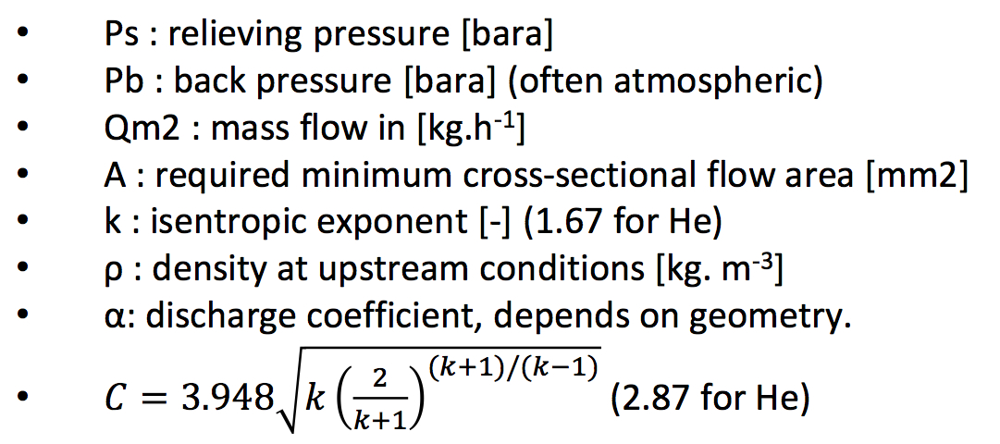 • Ps : relieving pressure [bara]
• Pb : back pressure [bara] (often atmospheric)
• Qm2 : mass flow in [kg.h⁻¹]
• A : required minimum cross-sectional flow area [mm2]
• k : isentropic exponent [-] (1.67 for He)
• ρ : density at upstream conditions [kg. m⁻³]
• α: discharge coefficient, depends on geometry.
• C = 3.948√(k(2/(k+1))^((k+1)/(k−1))) (2.87 for He)